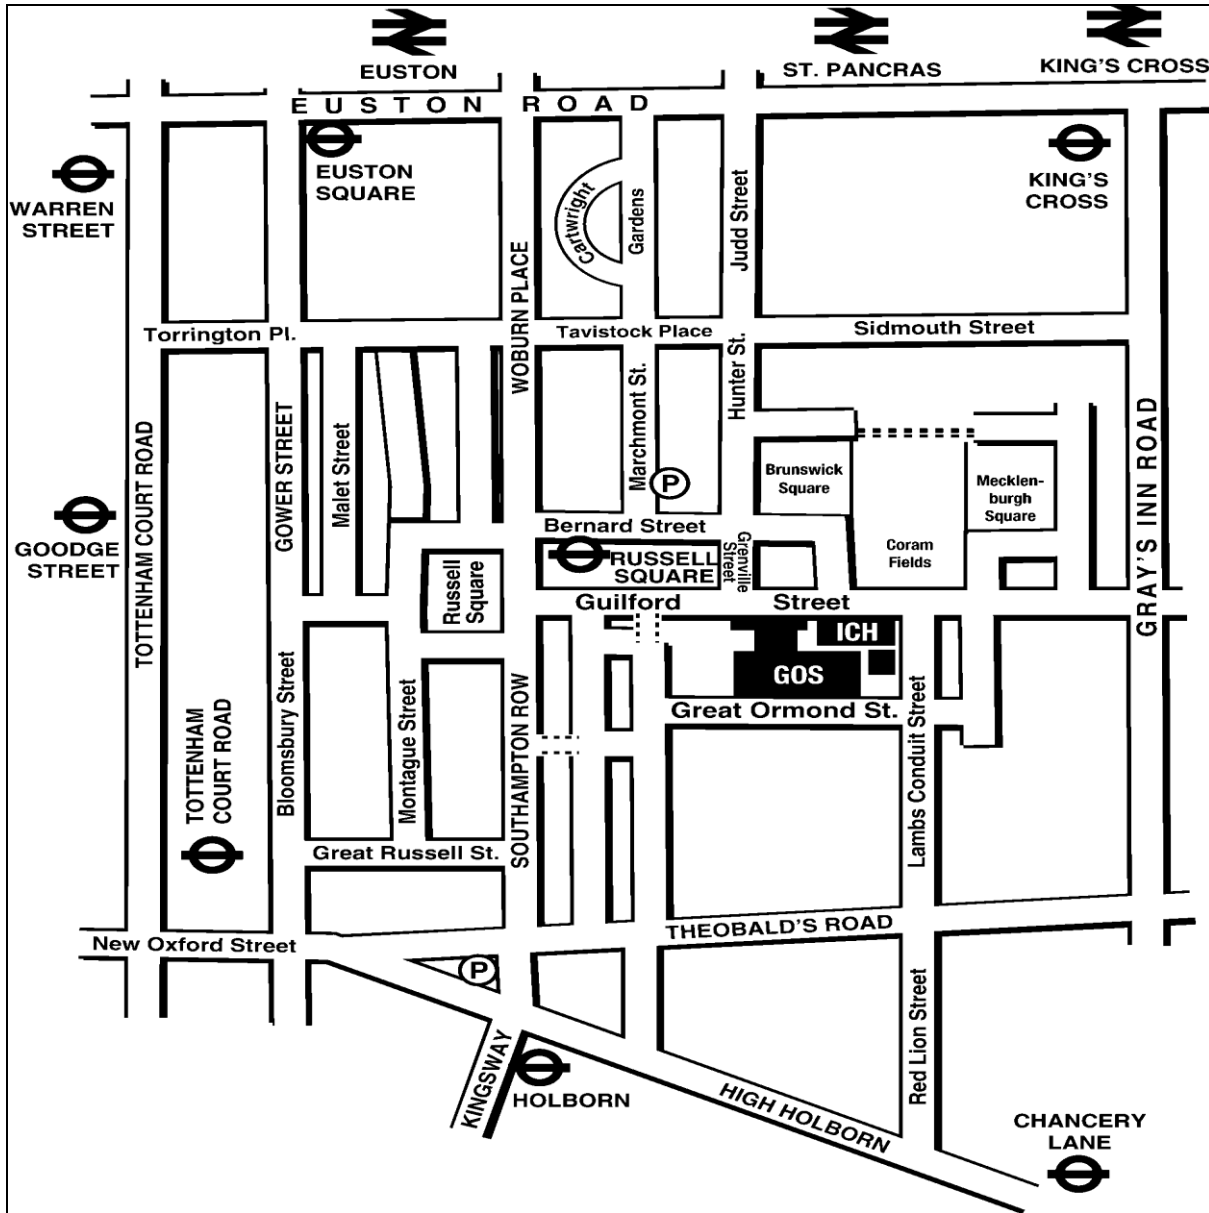 EUSTON
ST. PANCRAS
KING'S CROSS
EUSTON ROAD
EUSTON
SQUARE
KING'S
CROSS
WARREN
STREET
Cartwright
Gardens
Judd Street
WOBURN PLACE
Torrington Pl.
Tavistock Place
Sidmouth Street
Hunter St.
Marchmont St.
TOTTENHAM COURT ROAD
GOWER STREET
Malet Street
GRAY'S INN ROAD
P
Brunswick
Square
Mecklen-
burgh
Square
GOODGE
STREET
Bernard Street
Grenville
Street
Coram
Fields
RUSSELL
SQUARE
Russell
Square
Guilford Street
ICH
GOS
Great Ormond St.
Bloomsbury Street
Montague Street
SOUTHAMPTON ROW
Lambs Conduit Street
TOTTENHAM
COURT ROAD
Great Russell St.
THEOBALD'S ROAD
New Oxford Street
P
Red Lion Street
KINGSWAY
HOLBORN
HIGH HOLBORN
CHANCERY
LANE